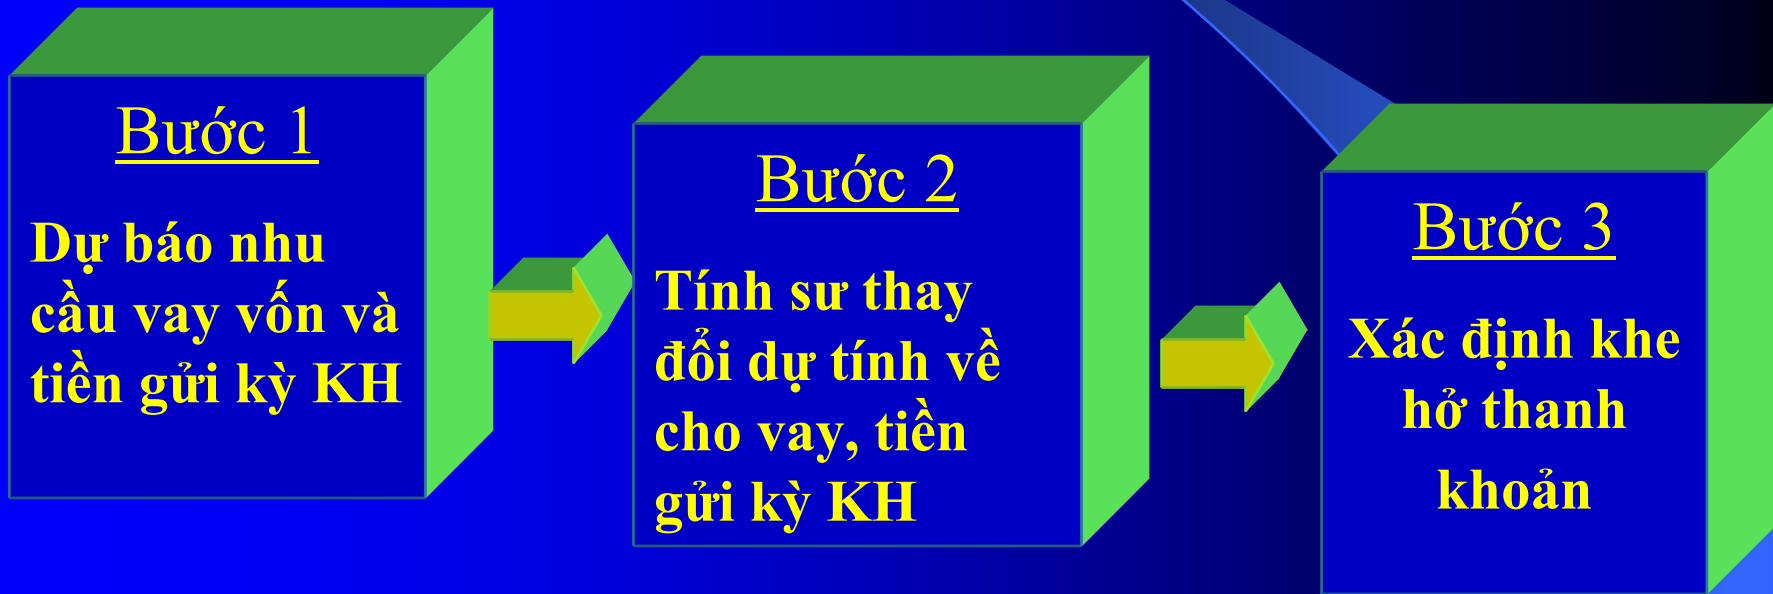 Bước 1
Dự báo nhu
cầu vay vốn và
tiền gửi kỳ KH
Bước 2
Tính sư thay
đổi dự tính về
cho vay, tiền
gửi kỳ KH
Bước 3
Xác định khe
hở thanh
khoản